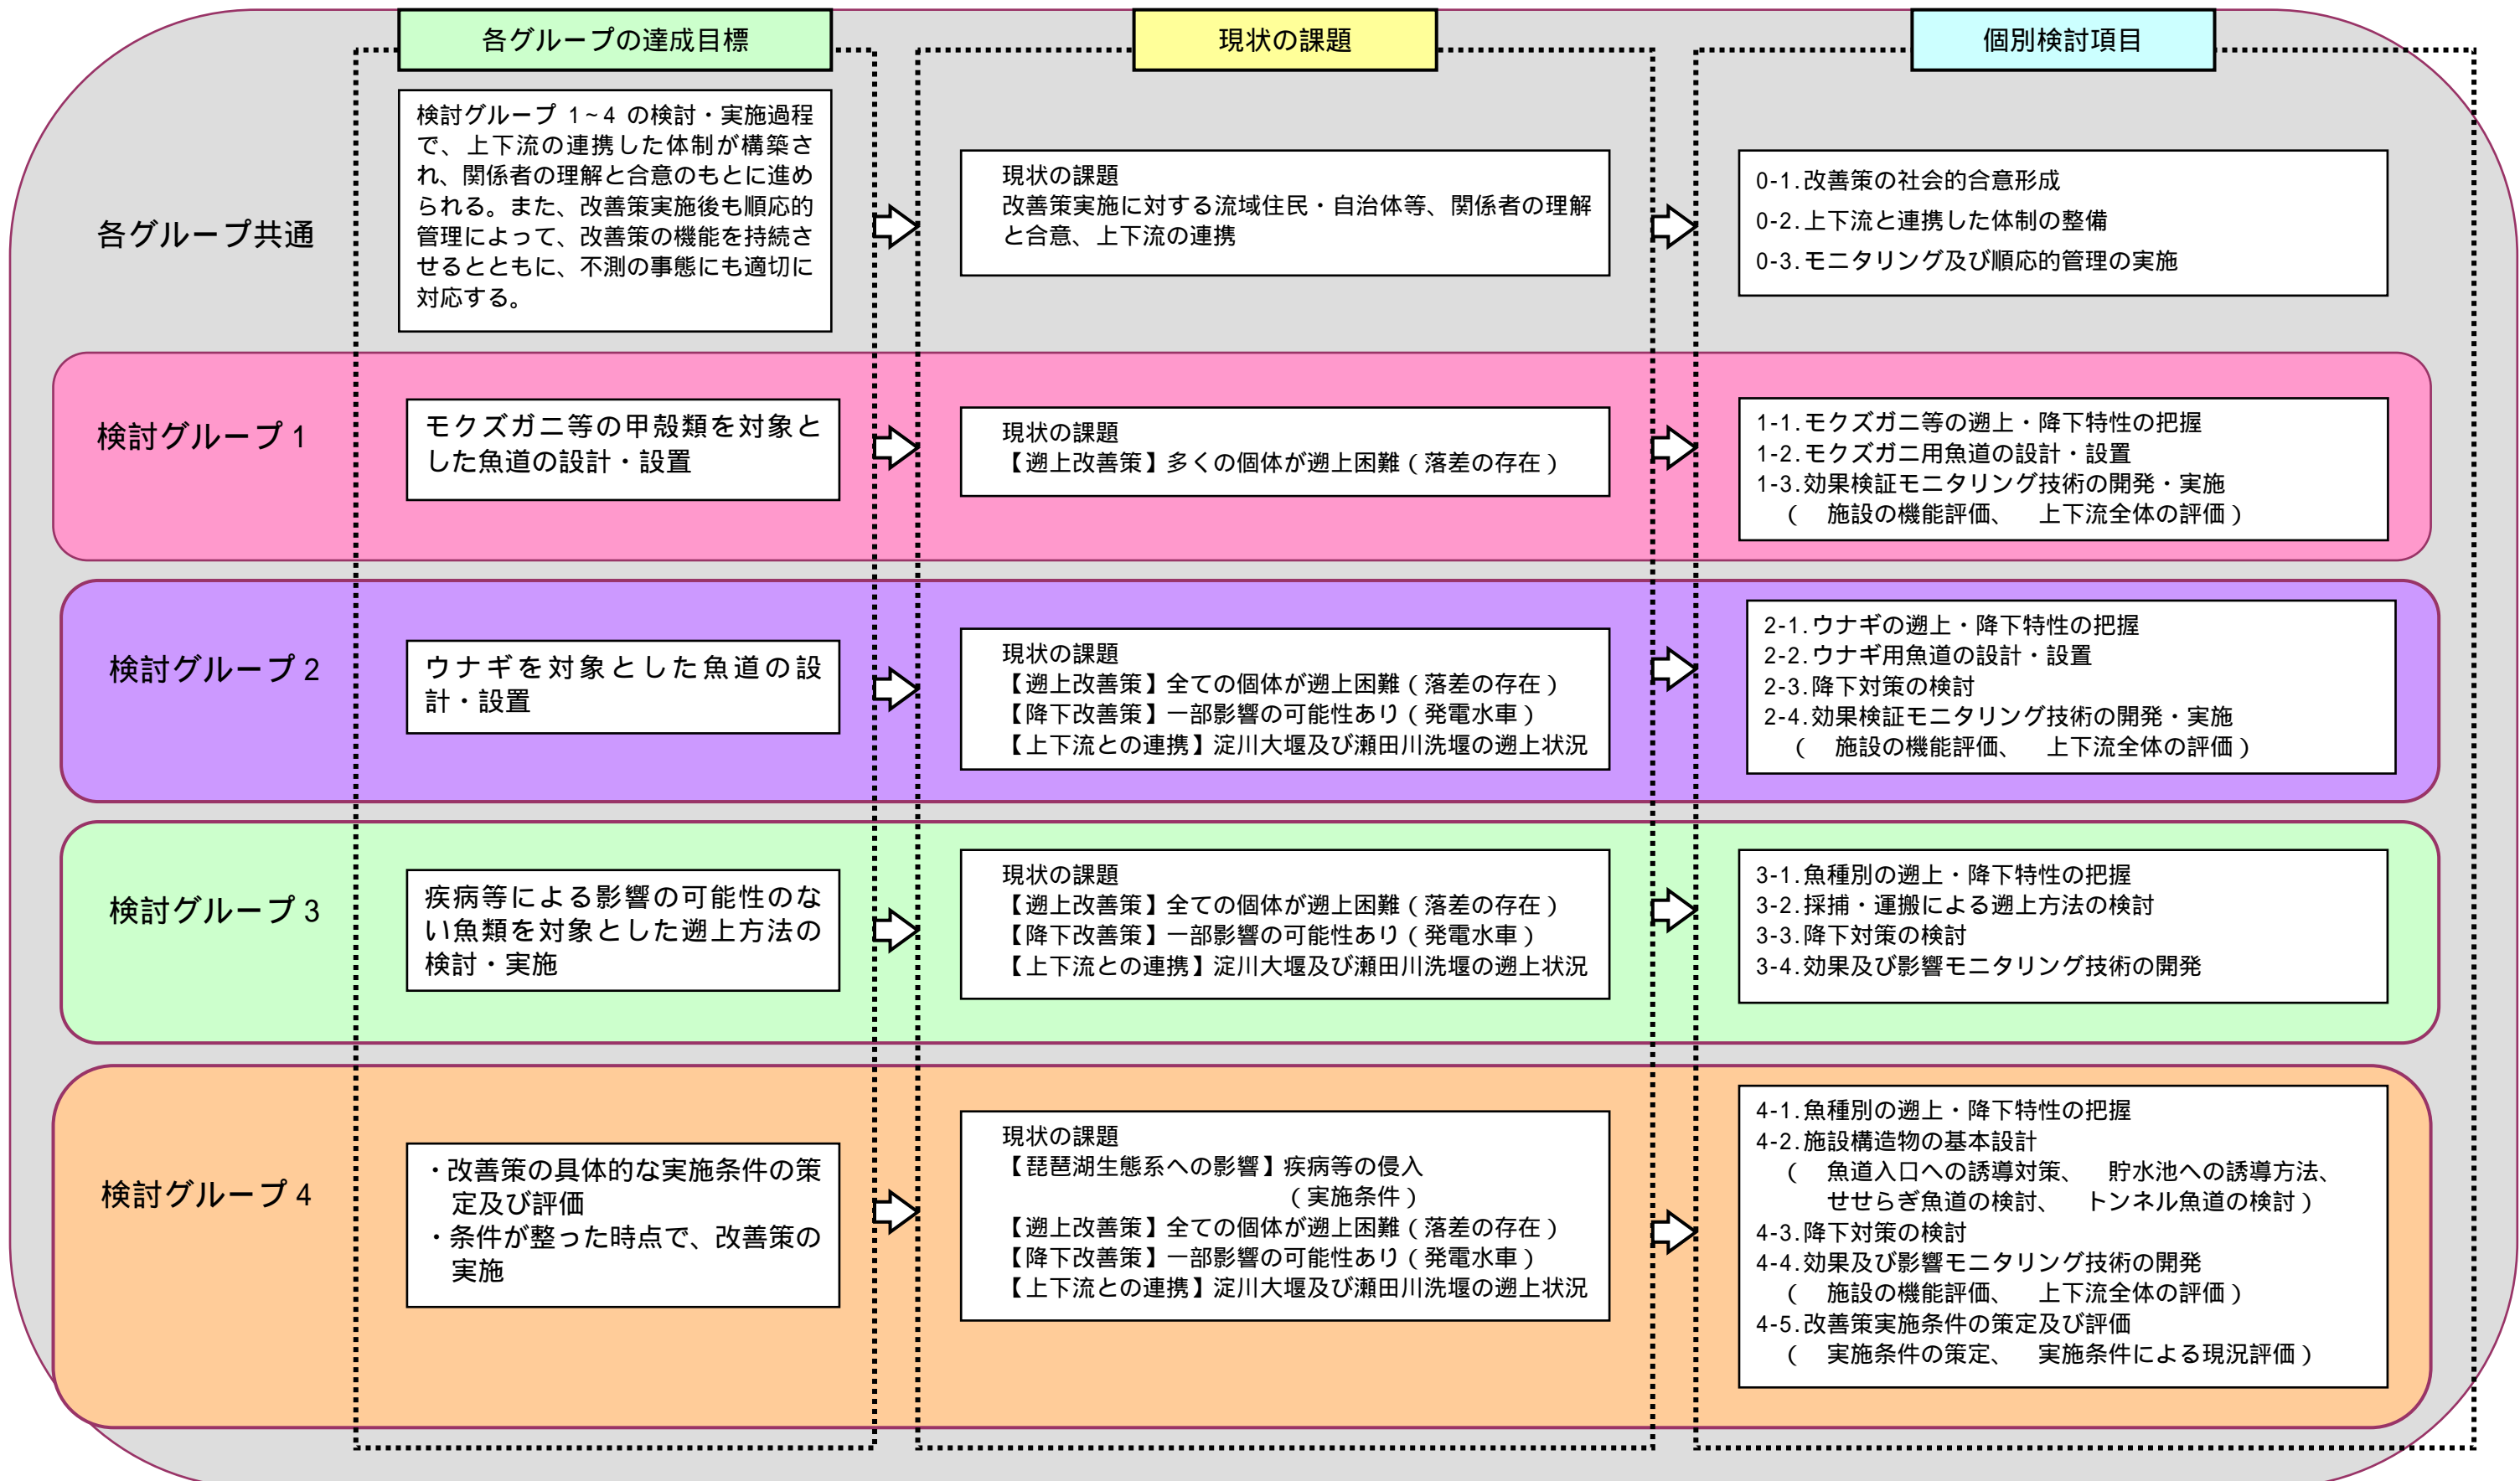 各グループの達成目標
現状の課題
個別検討項目
各グループ共通
検討グループ 1~4 の検討・実施過程
で、上下流の連携した体制が構築さ
れ、関係者の理解と合意のもとに進め
られる。また、改善策実施後も順応的
管理によって、改善策の機能を持続さ
せるとともに、不測の事態にも適切に
対応する。
現状の課題
改善策実施に対する流域住民・自治体等、関係者の理解
と合意、上下流の連携
0-1.改善策の社会的合意形成
0-2.上下流と連携した体制の整備
0-3.モニタリング及び順応的管理の実施
検討グループ 1
モクズガニ等の甲殻類を対象と
した魚道の設計・設置
現状の課題
【遡上改善策】多くの個体が遡上困難(落差の存在)
1-1.モクズガニ等の遡上・降下特性の把握
1-2.モクズガニ用魚道の設計・設置
1-3.効果検証モニタリング技術の開発・実施
( 施設の機能評価、 上下流全体の評価)
検討グループ 2
ウナギを対象とした魚道の設
計・設置
現状の課題
【遡上改善策】全ての個体が遡上困難(落差の存在)
【降下改善策】一部影響の可能性あり(発電水車)
【上下流との連携】淀川大堰及び瀬田川洗堰の遡上状況
2-1.ウナギの遡上・降下特性の把握
2-2.ウナギ用魚道の設計・設置
2-3.降下対策の検討
2-4.効果検証モニタリング技術の開発・実施
( 施設の機能評価、 上下流全体の評価)
検討グループ 3
疾病等による影響の可能性のな
い魚類を対象とした遡上方法の
検討・実施
現状の課題
【遡上改善策】全ての個体が遡上困難(落差の存在)
【降下改善策】一部影響の可能性あり(発電水車)
【上下流との連携】淀川大堰及び瀬田川洗堰の遡上状況
3-1.魚種別の遡上・降下特性の把握
3-2.採捕・運搬による遡上方法の検討
3-3.降下対策の検討
3-4.効果及び影響モニタリング技術の開発
検討グループ 4
・改善策の具体的な実施条件の策
定及び評価
・条件が整った時点で、改善策の
実施
現状の課題
【琵琶湖生態系への影響】疾病等の侵入
(実施条件)
【遡上改善策】全ての個体が遡上困難(落差の存在)
【降下改善策】一部影響の可能性あり(発電水車)
【上下流との連携】淀川大堰及び瀬田川洗堰の遡上状況
4-1.魚種別の遡上・降下特性の把握
4-2.施設構造物の基本設計
( 魚道入口への誘導対策、 貯水池への誘導方法、
せせらぎ魚道の検討、 トンネル魚道の検討)
4-3.降下対策の検討
4-4.効果及び影響モニタリング技術の開発
( 施設の機能評価、 上下流全体の評価)
4-5.改善策実施条件の策定及び評価
( 実施条件の策定、 実施条件による現況評価)